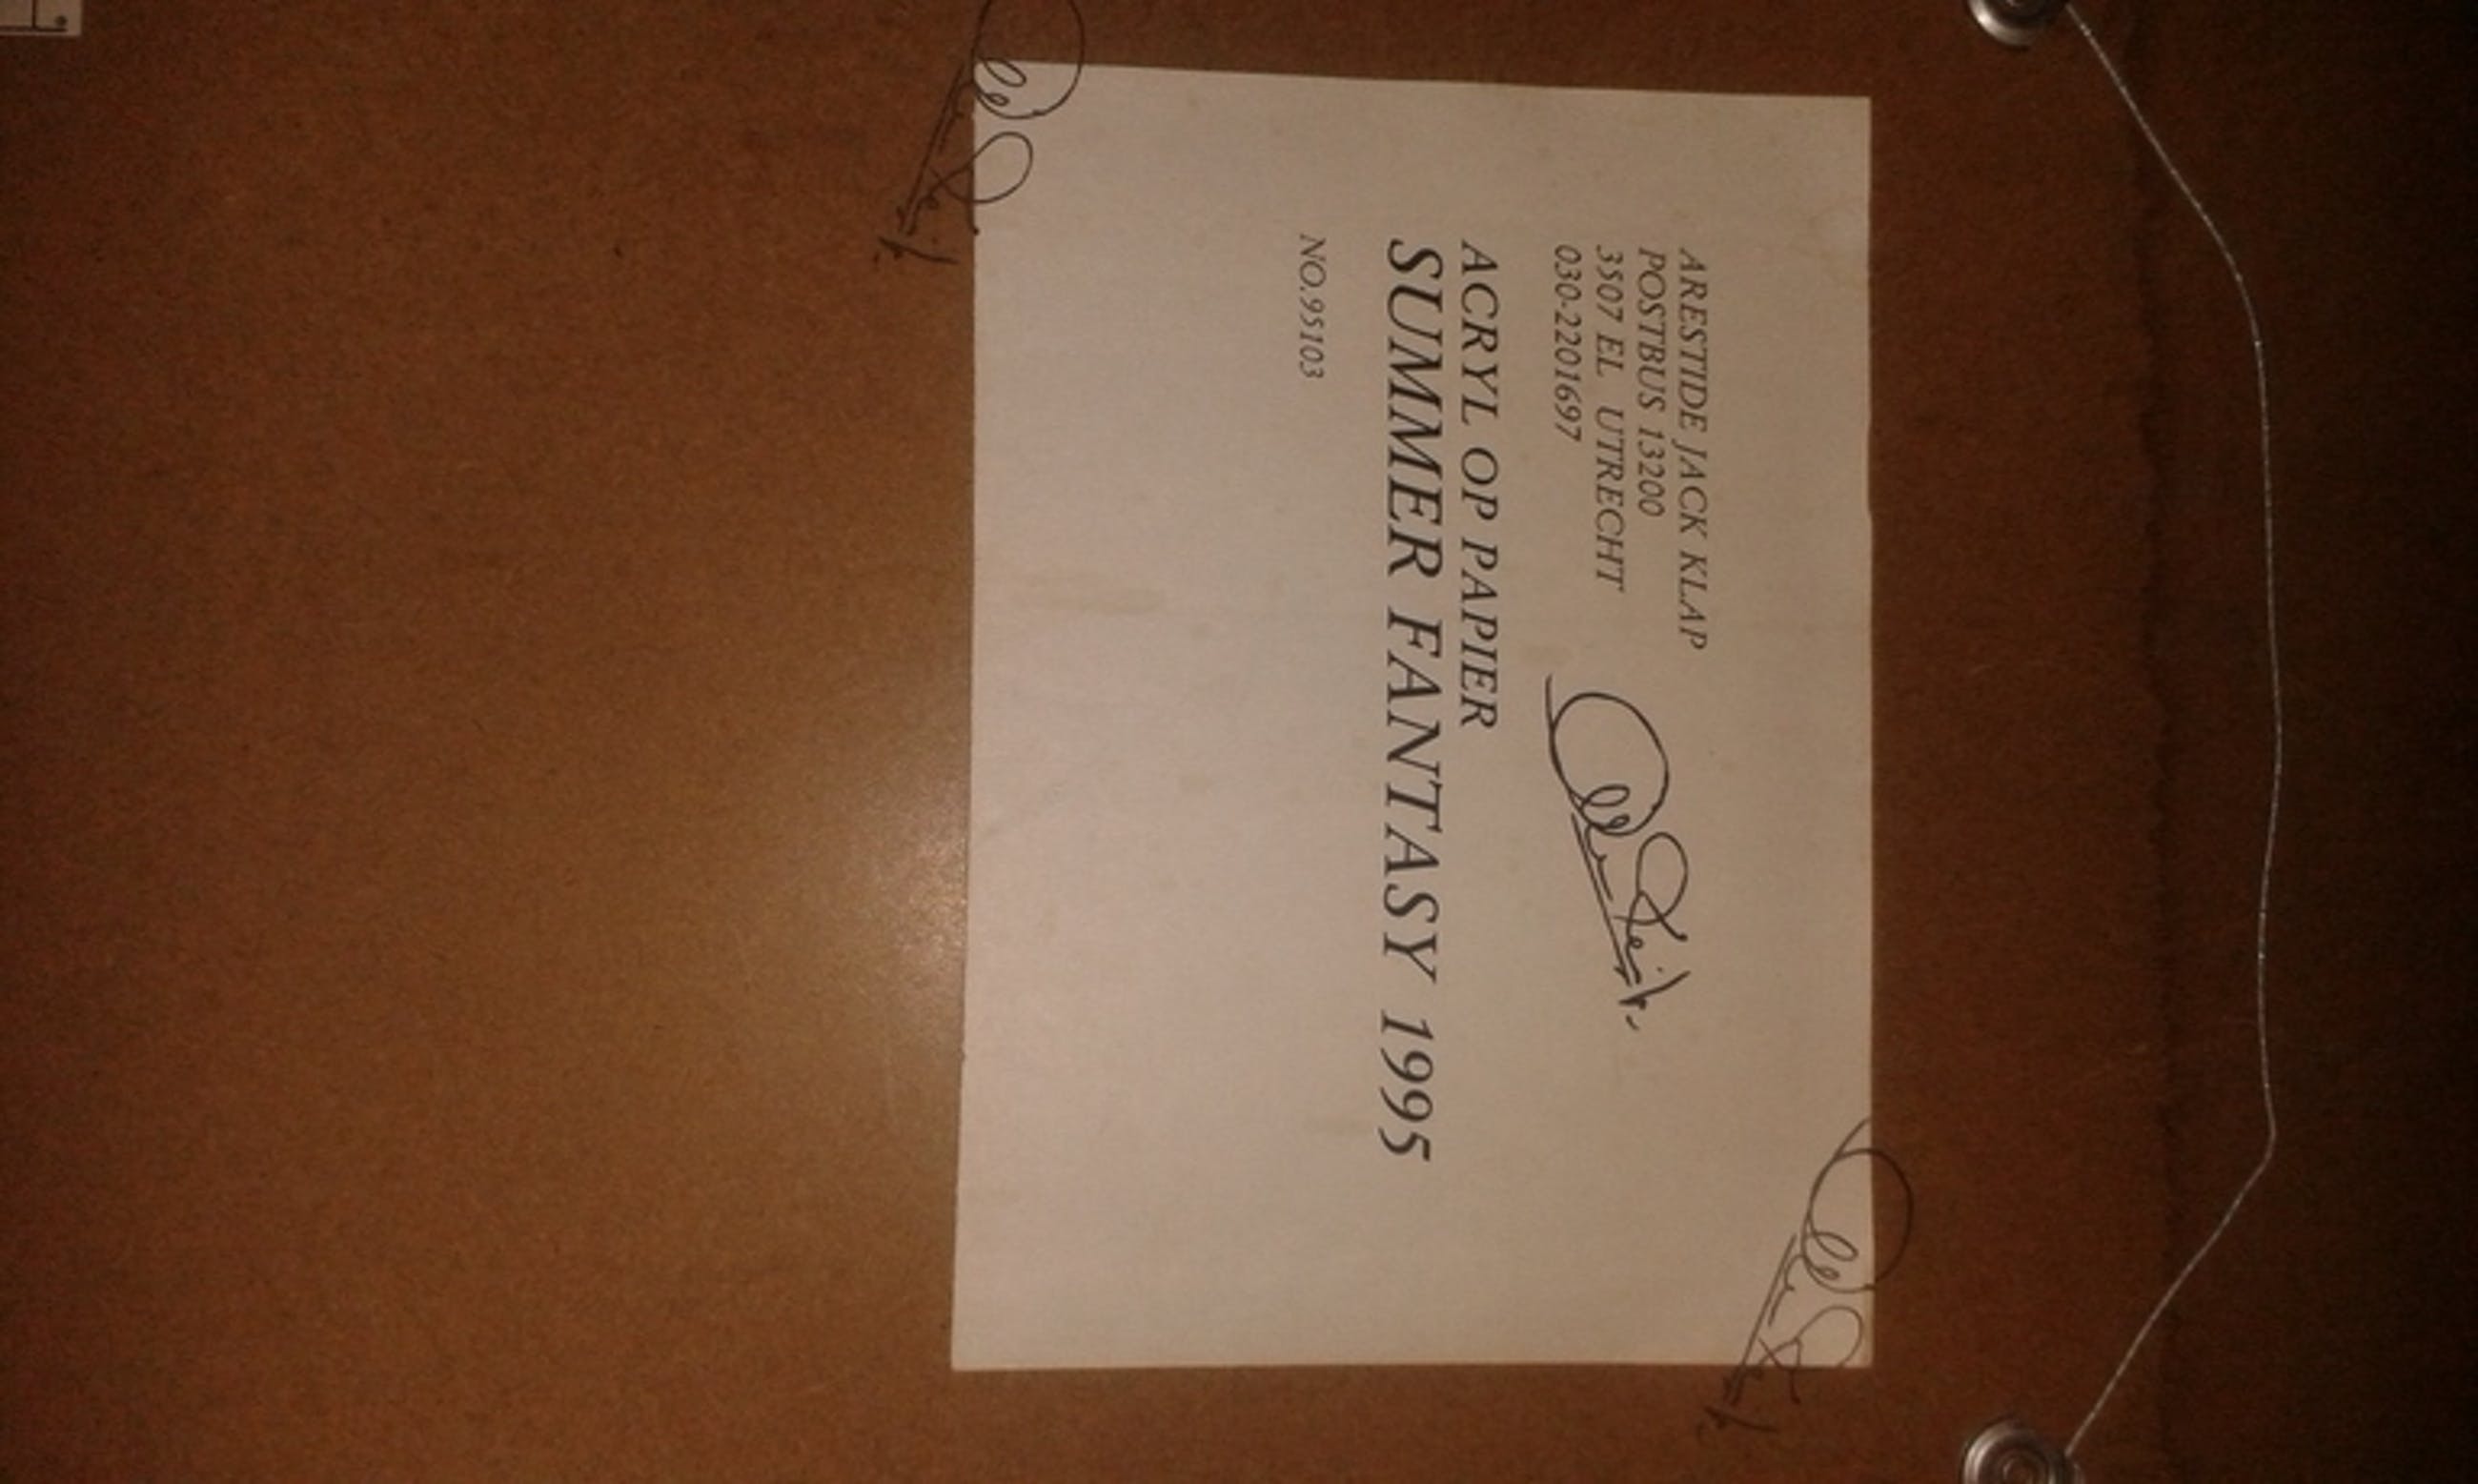 ARESTIDE JACK KLAP
POSTBUS 13200
3507 EL UTRECHT
030-2201697
ACRYL OP PAPIER
SUMMER FANTASY 1995
NO.95103